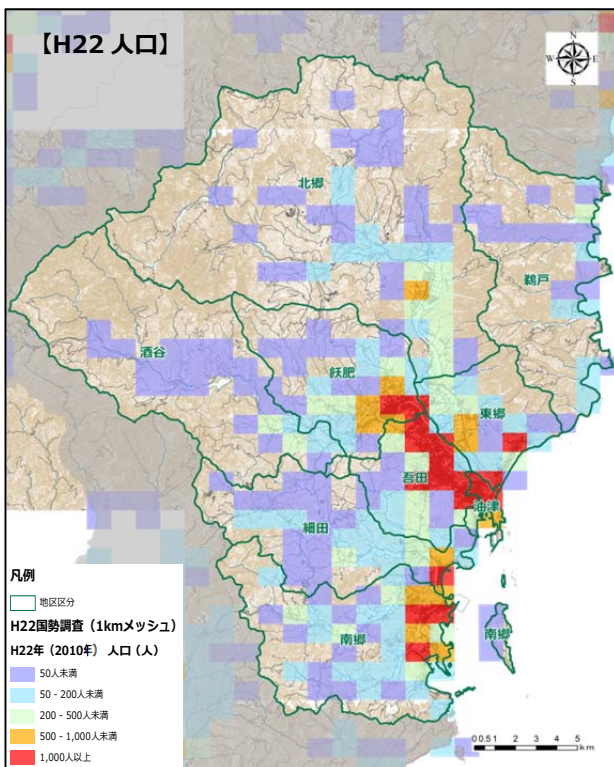 【H22 人口】
N
W E
S
北郷
鵜戸
酒谷
飫肥
東郷
吾田
油津
細田
南郷
南郷
凡例
地区区分
H22国勢調査（1kmメッシュ）
H22年（2010年） 人口（人）
50人未満
50 - 200人未満
200 - 500人未満
500 - 1,000人未満
1,000人以上
0 0.5 1 2 3 4 5
km